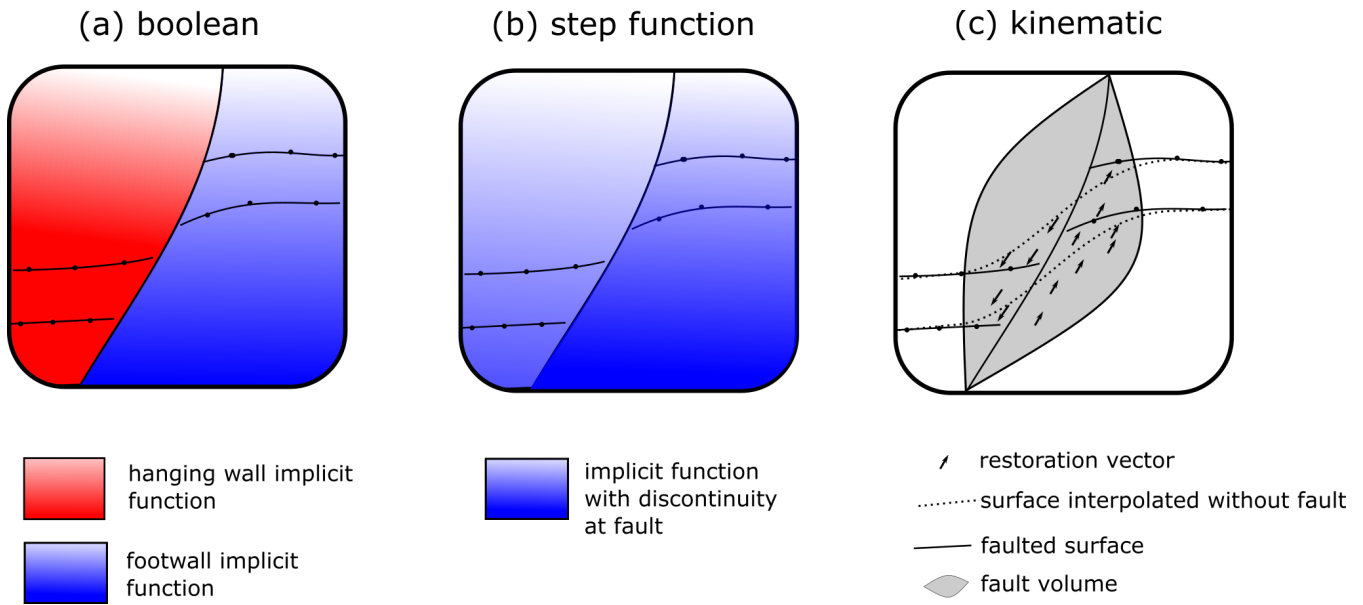 (a) boolean
(b) step function
(c) kinematic
hanging wall implicit
function
footwall implicit
function
implicit function
with discontinuity
at fault
restoration vector
surface interpolated without fault
faulted surface
fault volume